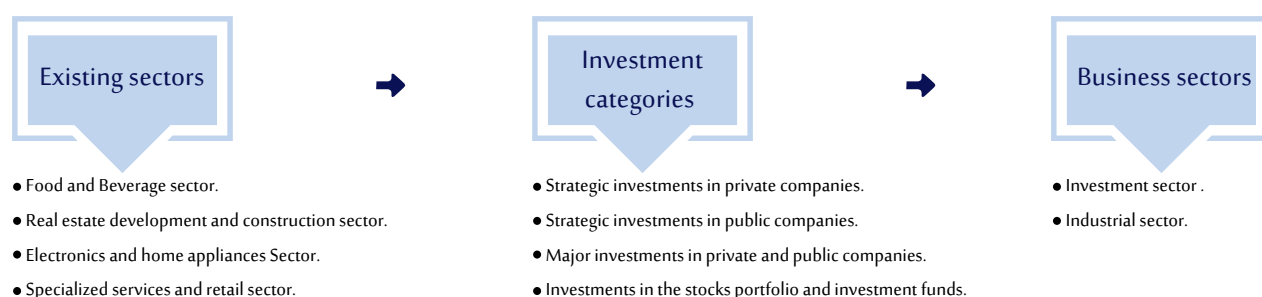 Existing sectors
• Food and Beverage sector.
• Real estate development and construction sector.
• Electronics and home appliances Sector.
• Specialized services and retail sector.
Investment
categories
• Strategic investments in private companies.
• Strategic investments in public companies.
• Major investments in private and public companies.
• Investments in the stocks portfolio and investment funds.
Business sectors
• Investment sector .
• Industrial sector.